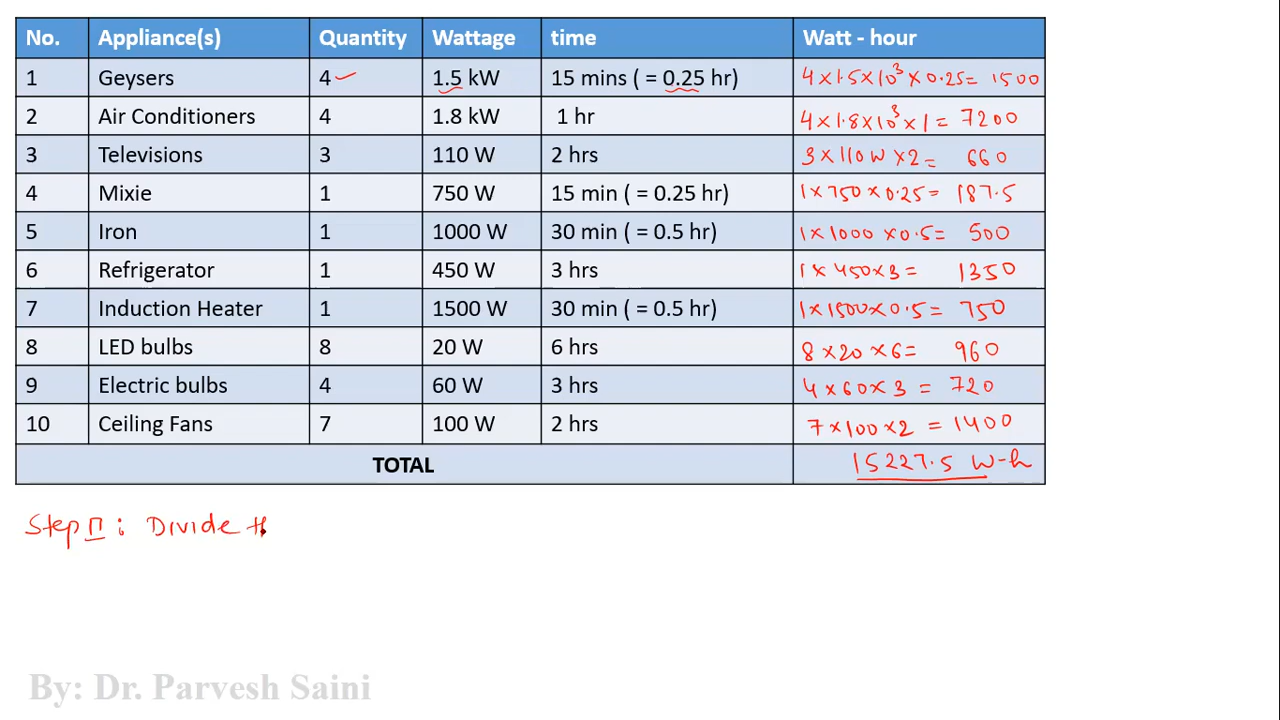 No. Appliance(s) Quantity Wattage time Watt - hour
1 Geysers 4 1.5 kW 15 mins ( = 0.25 hr) 4×1.5×10³×0.25= 1500
2 Air Conditioners 4 1.8 kW 1 hr 4×1.8×10³×1= 7200
3 Televisions 3 110 W 2 hrs 3×110W×2= 660
4 Mixie 1 750 W 15 min ( = 0.25 hr) 1×750×0.25= 187.5
5 Iron 1 1000 W 30 min ( = 0.5 hr) 1×1000×0.5= 500
6 Refrigerator 1 450 W 3 hrs 1×450×3= 1350
7 Induction Heater 1 1500 W 30 min ( = 0.5 hr) 1×1500×0.5= 750
8 LED bulbs 8 20 W 6 hrs 8×20×6= 960
9 Electric bulbs 4 60 W 3 hrs 4×60×3= 720
10 Ceiling Fans 7 100 W 2 hrs 7×100×2=1400
TOTAL 15227.5 W-h
Step II: Divide
By: Dr. Parvesh Saini